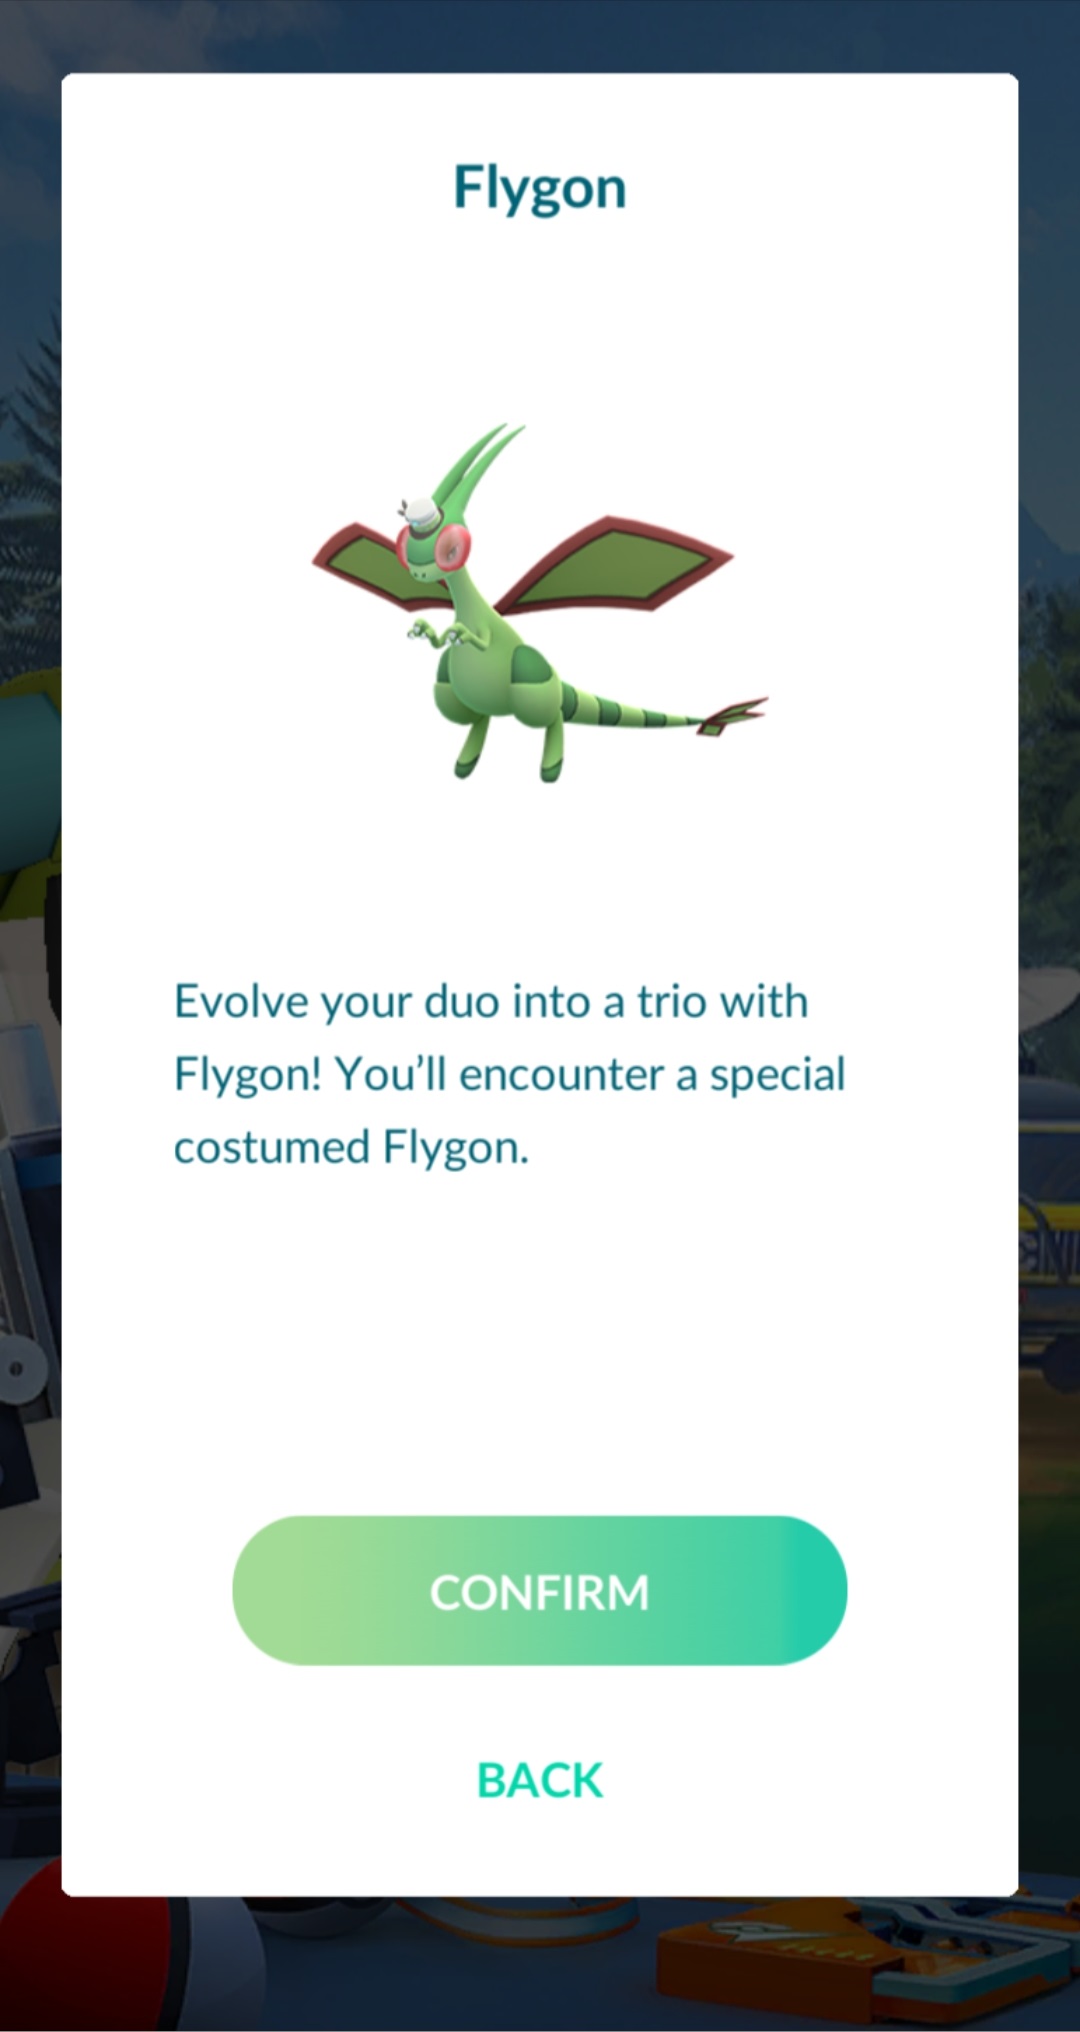 Flygon
Evolve your duo into a trio with
Flygon! You’ll encounter a special
costumed Flygon.
CONFIRM
BACK